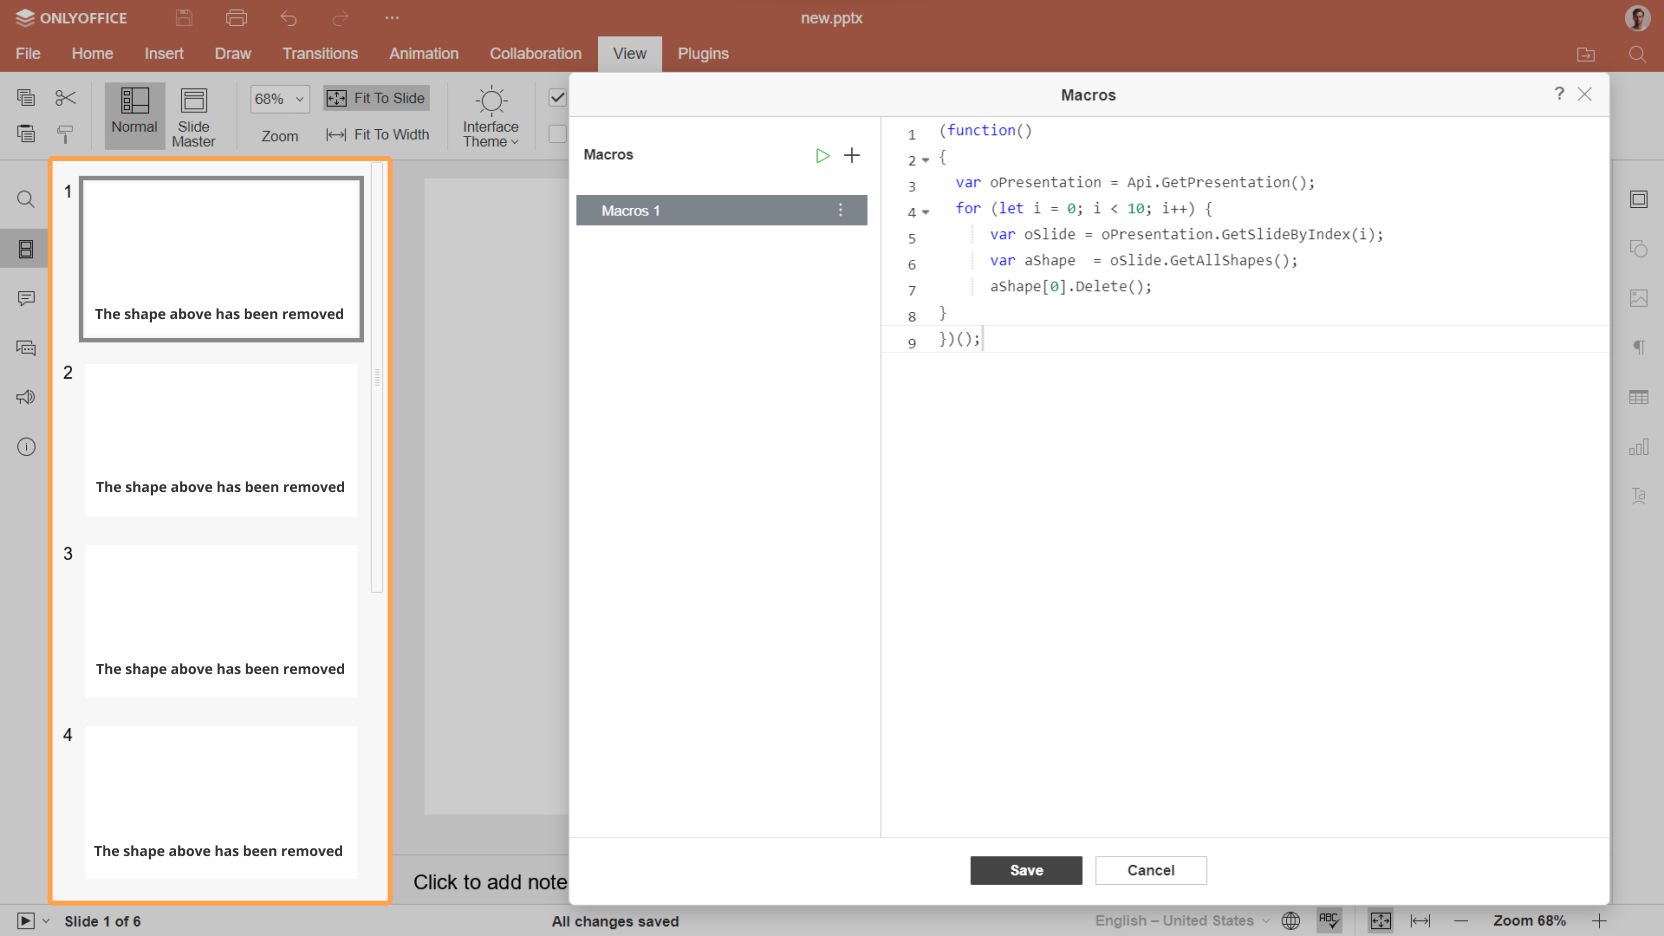 ONLYOFFICE
new.pptx
File Home Insert Draw Transitions Animation Collaboration View Plugins
Normal
Slide
Master
68%
Zoom
Fit To Slide
Fit To Width
Interface
Theme
Macros
?
Macros
Macros 1
1 (function()
2 {
3 var oPresentation = Api.GetPresentation();
4 for (let i = 0; i < 10; i++) {
5 var oSlide = oPresentation.GetSlideByIndex(i);
6 var aShape  = oSlide.GetAllShapes();
7 aShape[0].Delete();
8 }
9 })();
1
The shape above has been removed
2
The shape above has been removed
3
The shape above has been removed
4
The shape above has been removed
Click to add note
Save
Cancel
Slide 1 of 6
All changes saved
English – United States
ABC
Zoom 68%
Ta